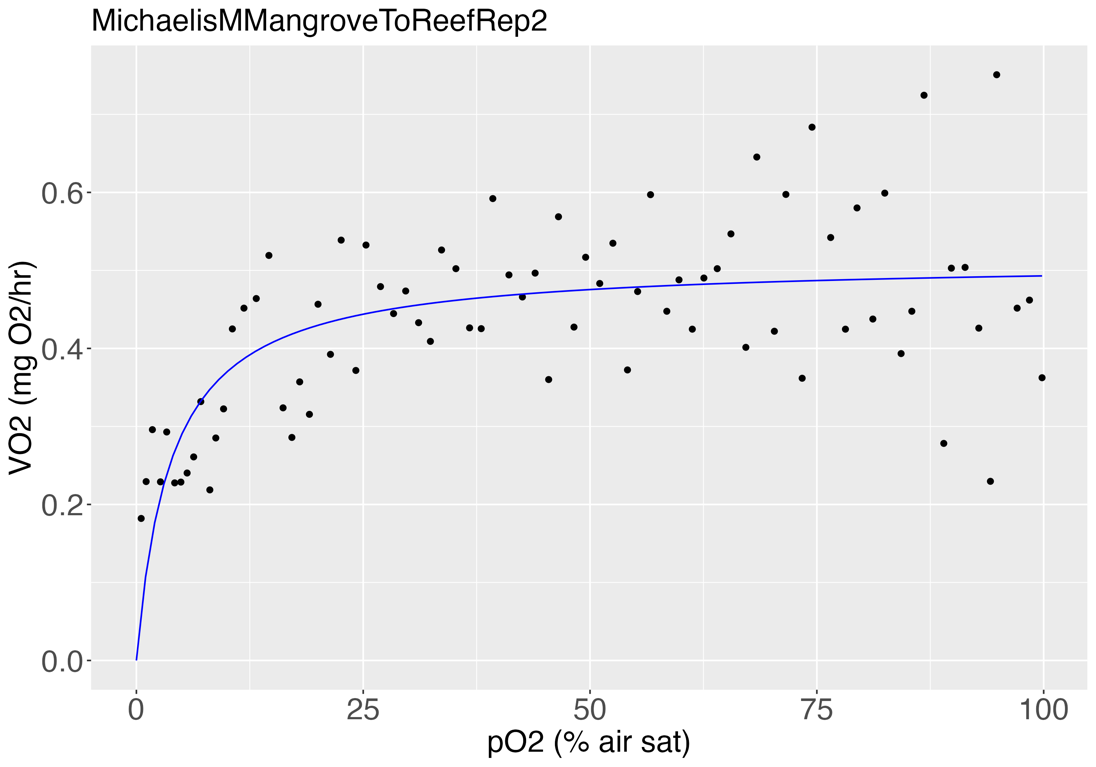 MichaelisMMangroveToReefRep2
VO2 (mg O2/hr)
0.6
0.4
0.2
0.0
0 25 50 75 100
pO2 (% air sat)